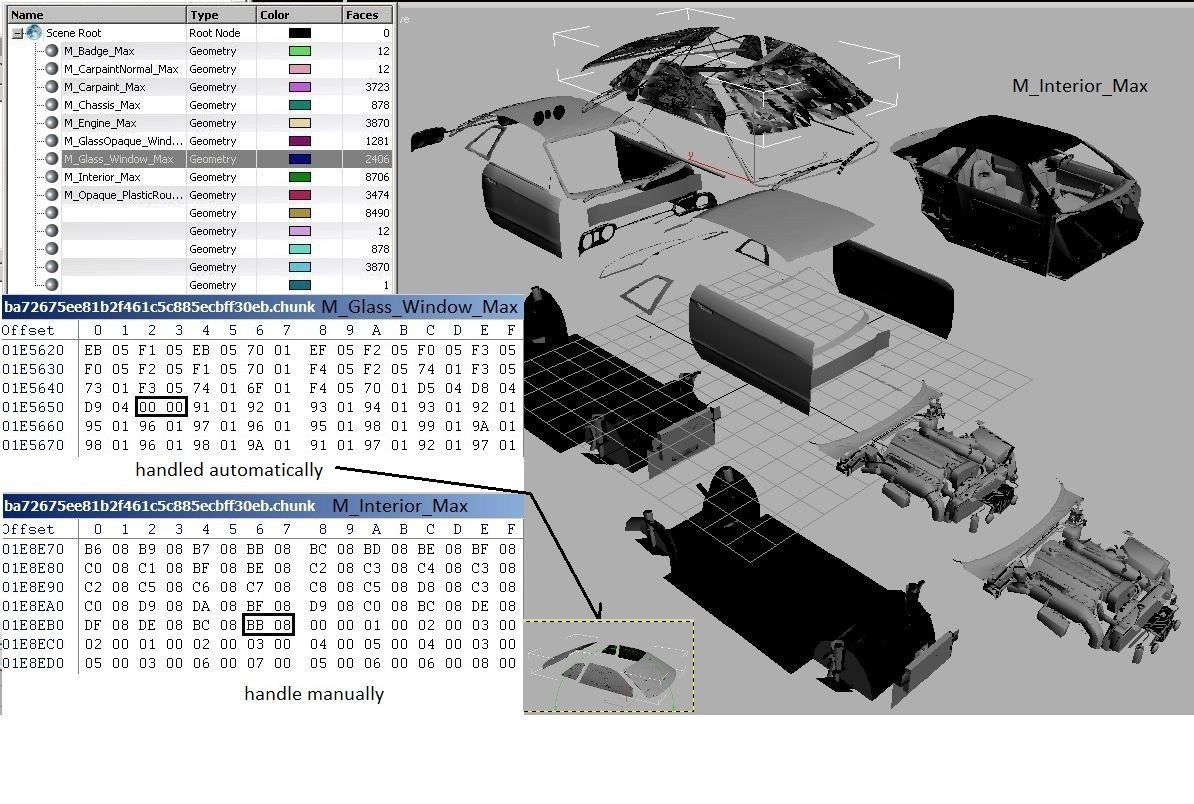 Name Type Color Faces
Scene Root Root Node 0
M_Badge_Max Geometry 12
M_CarpaintNormal_Max Geometry 12
M_Carpaint_Max Geometry 3723
M_Chassis_Max Geometry 878
M_Engine_Max Geometry 3870
M_GlassOpaque_Wind... Geometry 1281
M_Glass_Window_Max Geometry 2406
M_Interior_Max Geometry 8706
M_Opaque_PlasticRou... Geometry 3474
Geometry 8490
Geometry 12
Geometry 878
Geometry 3870
Geometry 1
M_Interior_Max
ba72675ee81b2f461c5c885ecbff30eb.chunk M_Glass_Window_Max
Offset 0 1 2 3 4 5 6 7 8 9 A B C D E F
01E5620 EB 05 F1 05 EB 05 70 01 EF 05 F2 05 F0 05 F3 05
01E5630 F0 05 F2 05 F1 05 70 01 F4 05 F2 05 74 01 F3 05
01E5640 73 01 F3 05 74 01 6F 01 F4 05 70 01 D5 04 D8 04
01E5650 D9 04 00 00 91 01 92 01 93 01 94 01 93 01 92 01
01E5660 95 01 96 01 97 01 96 01 95 01 98 01 99 01 9A 01
01E5670 98 01 96 01 98 01 9A 01 91 01 97 01 92 01 97 01
handled automatically
ba72675ee81b2f461c5c885ecbff30eb.chunk M_Interior_Max
Offset 0 1 2 3 4 5 6 7 8 9 A B C D E F
01E8E70 B6 08 B9 08 B7 08 BB 08 BC 08 BD 08 BE 08 BF 08
01E8E80 C0 08 C1 08 BF 08 BE 08 C2 08 C3 08 C4 08 C3 08
01E8E90 C2 08 C5 08 C6 08 C7 08 C8 08 C5 08 D8 08 C3 08
01E8EA0 C0 08 D9 08 DA 08 BF 08 D9 08 C0 08 BC 08 DE 08
01E8EB0 DF 08 DE 08 BC 08 BB 08 00 00 01 00 02 00 03 00
01E8EC0 02 00 01 00 02 00 03 00 04 00 05 00 04 00 03 00
01E8ED0 05 00 03 00 06 00 07 00 05 00 06 00 06 00 08 00
handle manually
x
y